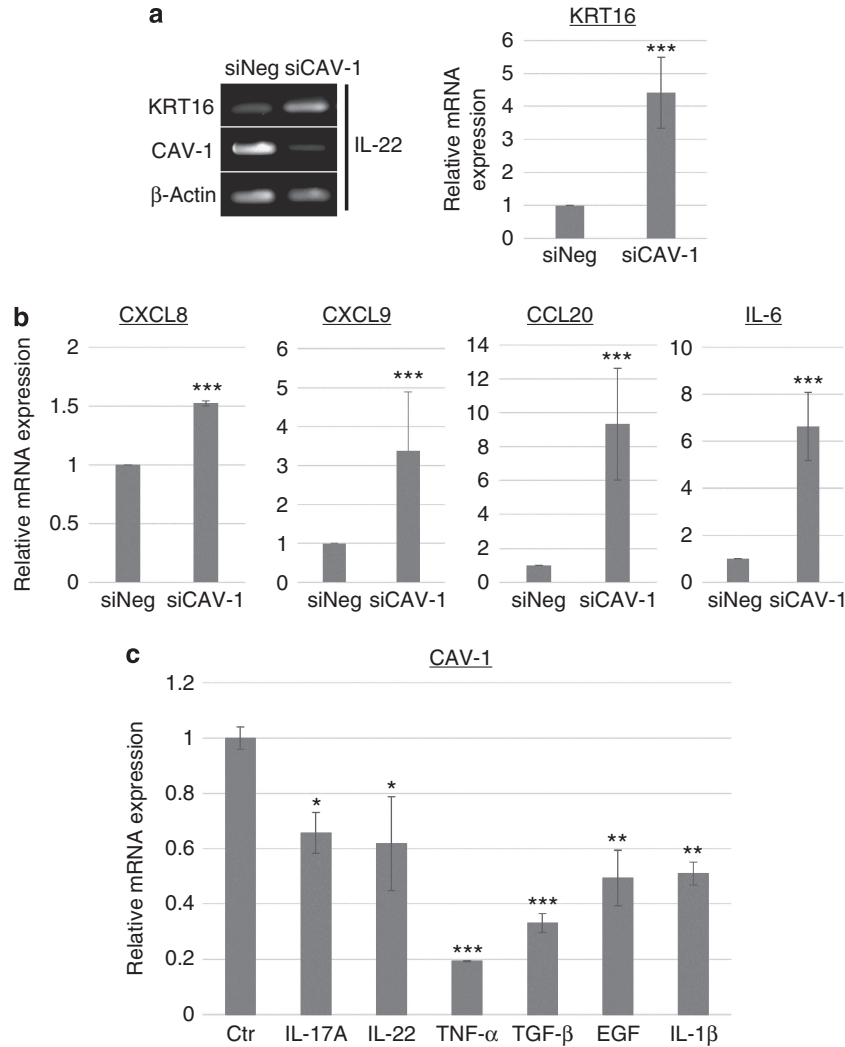 a
KRT16
siNeg siCAV-1
KRT16
CAV-1
β-Actin
IL-22
Relative mRNA
expression
6
5
4
3
2
1
0
***
siNeg siCAV-1
b
CXCL8
Relative mRNA expression
2
1.5
1
0.5
0
***
siNeg siCAV-1
CXCL9
6
5
4
3
2
1
0
***
siNeg siCAV-1
CCL20
14
12
10
8
6
4
2
0
***
siNeg siCAV-1
IL-6
10
8
6
4
2
0
***
siNeg siCAV-1
c
CAV-1
Relative mRNA expression
1.2
1
0.8
0.6
0.4
0.2
0
* * *** *** ** **
Ctr IL-17A IL-22 TNF-α TGF-β EGF IL-1β